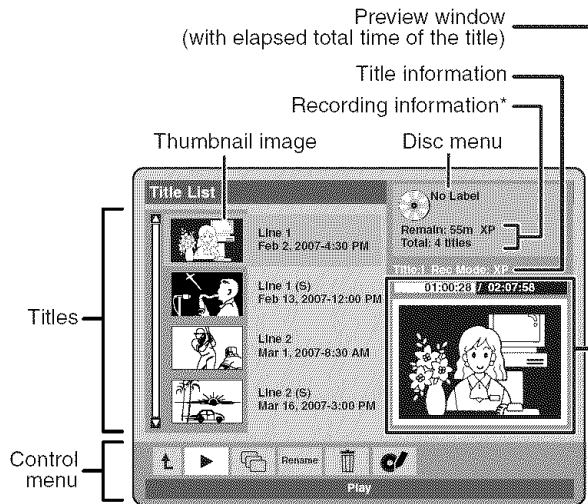 Preview window
(with elapsed total time of the title)
Title information
Recording information*
Thumbnail image
Disc menu
Title List
No Label
Remain: 55m XP
Total: 4 titles
Line 1
Feb 2, 2007-4:30 PM
Title:1 Rec Mode: XP
01:00:28 / 02:07:58
Line 1 (S)
Feb 13, 2007-12:00 PM
Titles
Line 2
Mar 1, 2007-8:30 AM
Line 2 (S)
Mar 16, 2007-3:00 PM
Control
menu
Rename
Play